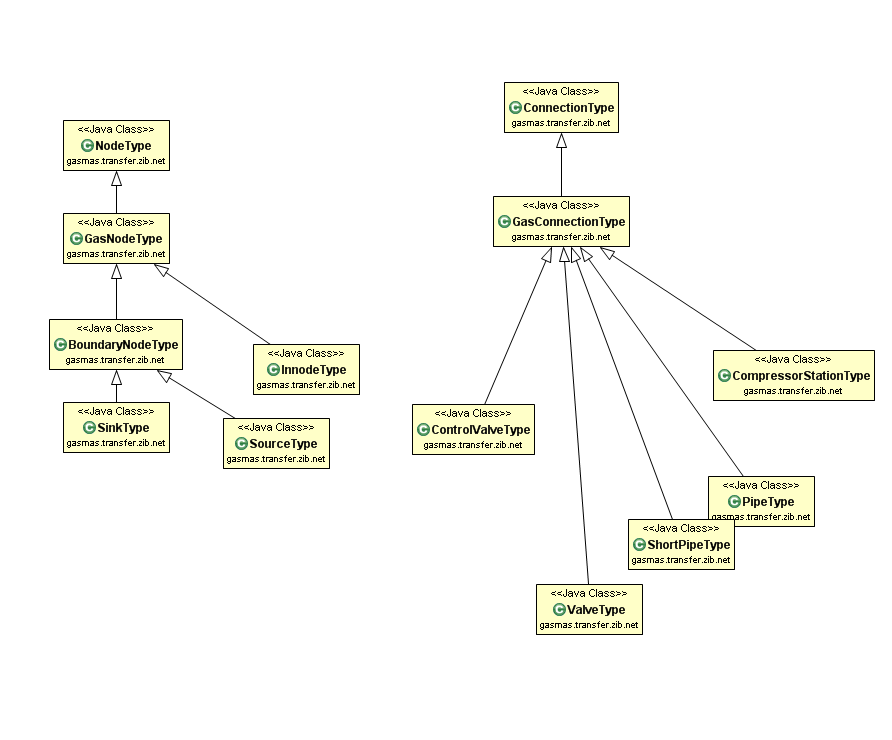 <<Java Class>>
NodeType
gasmas.transfer.zib.net
<<Java Class>>
GasNodeType
gasmas.transfer.zib.net
<<Java Class>>
BoundaryNodeType
gasmas.transfer.zib.net
<<Java Class>>
InnodeType
gasmas.transfer.zib.net
<<Java Class>>
SinkType
gasmas.transfer.zib.net
<<Java Class>>
SourceType
gasmas.transfer.zib.net
<<Java Class>>
ConnectionType
gasmas.transfer.zib.net
<<Java Class>>
GasConnectionType
gasmas.transfer.zib.net
<<Java Class>>
CompressorStationType
gasmas.transfer.zib.net
<<Java Class>>
ControlValveType
gasmas.transfer.zib.net
<<Java Class>>
PipeType
gasmas.transfer.zib.net
<<Java Class>>
ShortPipeType
gasmas.transfer.zib.net
<<Java Class>>
ValveType
gasmas.transfer.zib.net